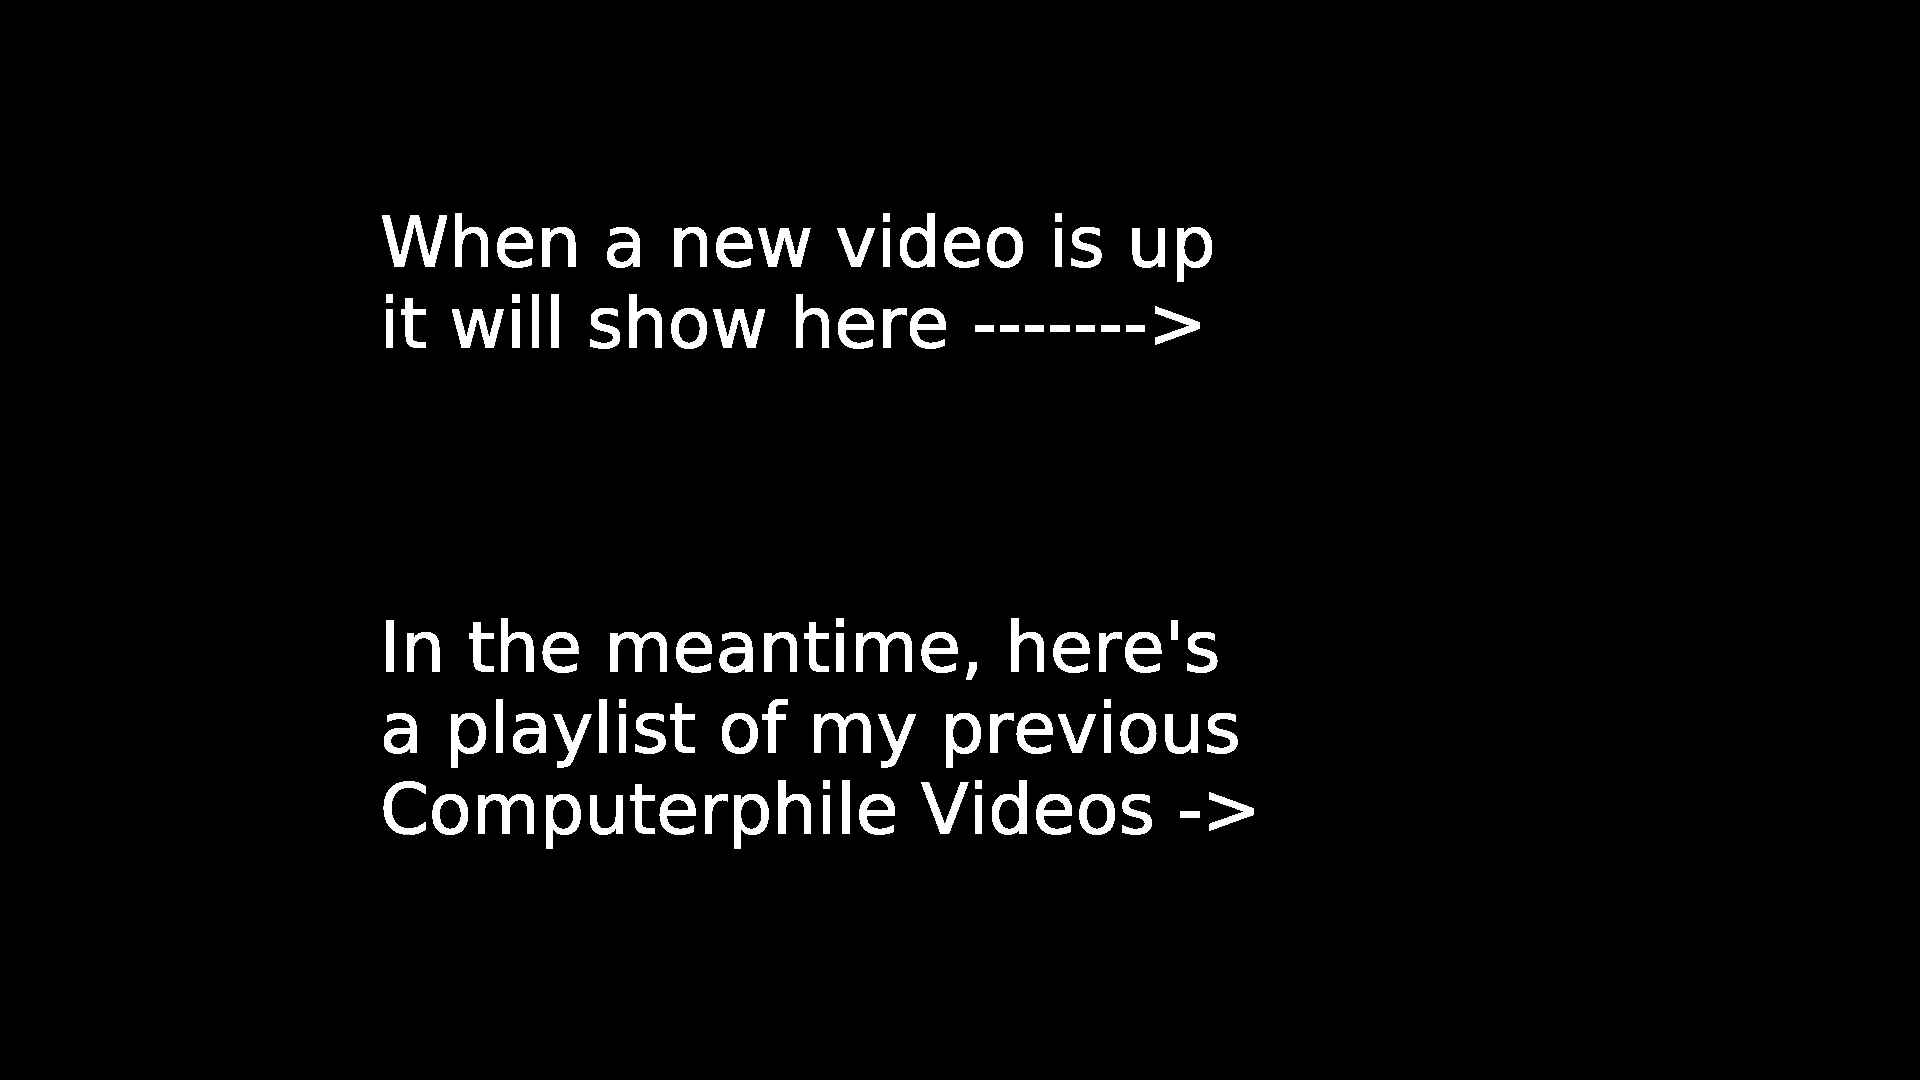 When a new video is up
it will show here ------->
In the meantime, here's
a playlist of my previous
Computerphile Videos ->